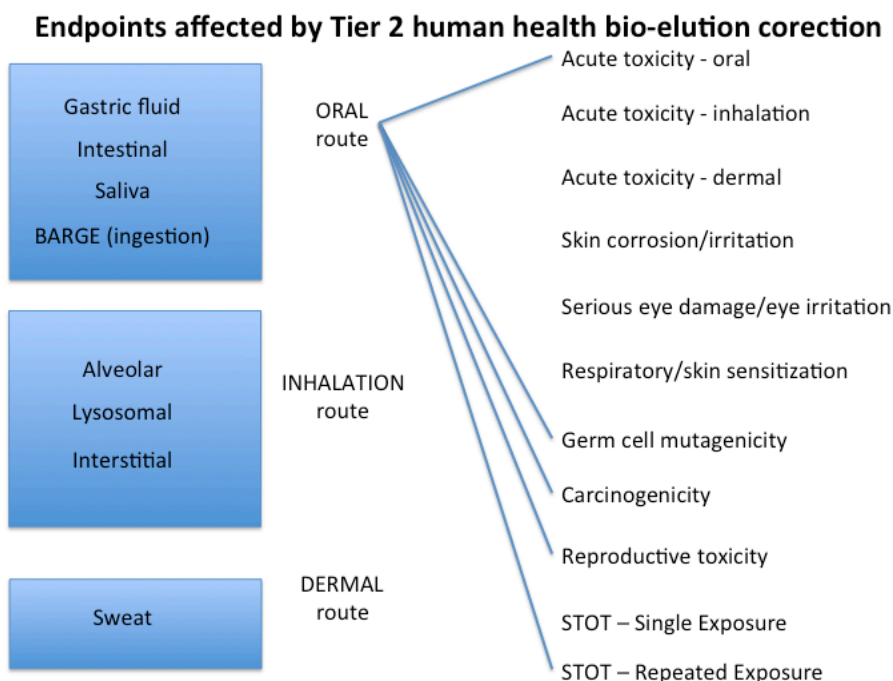 Endpoints affected by Tier 2 human health bio-elution corection
Gastric fluid
Intestinal
Saliva
BARGE (ingestion)
ORAL
route
Alveolar
Lysosomal
Interstitial
INHALATION
route
Sweat
DERMAL
route
Acute toxicity - oral
Acute toxicity - inhalation
Acute toxicity - dermal
Skin corrosion/irritation
Serious eye damage/eye irritation
Respiratory/skin sensitization
Germ cell mutagenicity
Carcinogenicity
Reproductive toxicity
STOT – Single Exposure
STOT – Repeated Exposure